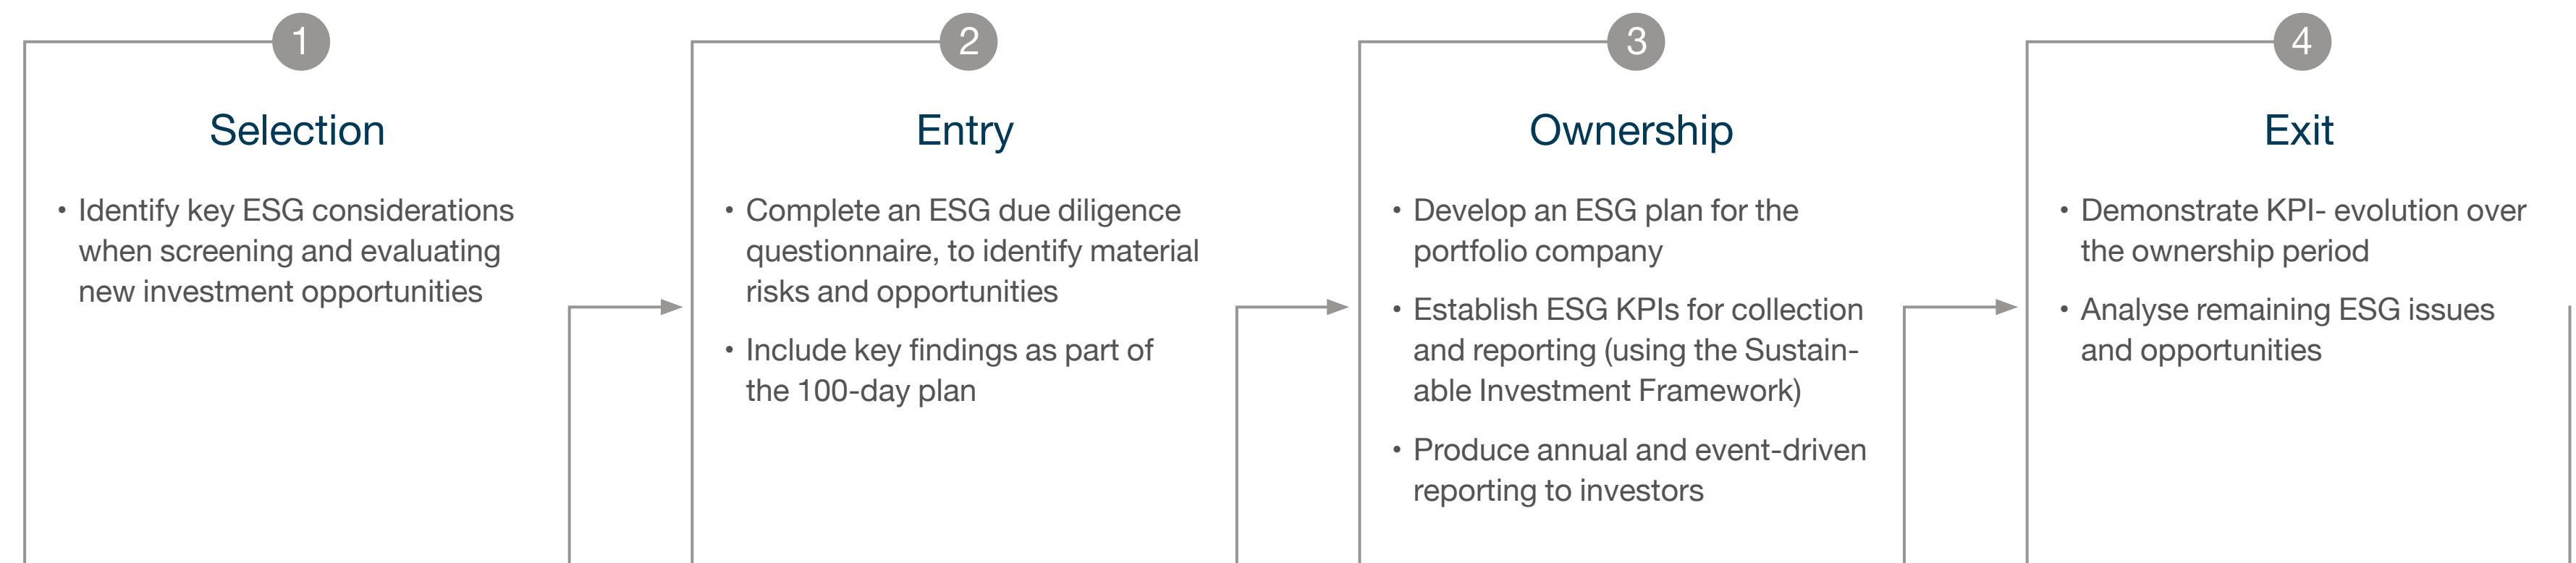 1
Selection
• Identify key ESG considerations
when screening and evaluating
new investment opportunities
2
Entry
• Complete an ESG due diligence
questionnaire, to identify material
risks and opportunities
• Include key findings as part of
the 100-day plan
3
Ownership
• Develop an ESG plan for the
portfolio company
• Establish ESG KPIs for collection
and reporting (using the Sustain-
able Investment Framework)
• Produce annual and event-driven
reporting to investors
4
Exit
• Demonstrate KPI- evolution over
the ownership period
• Analyse remaining ESG issues
and opportunities